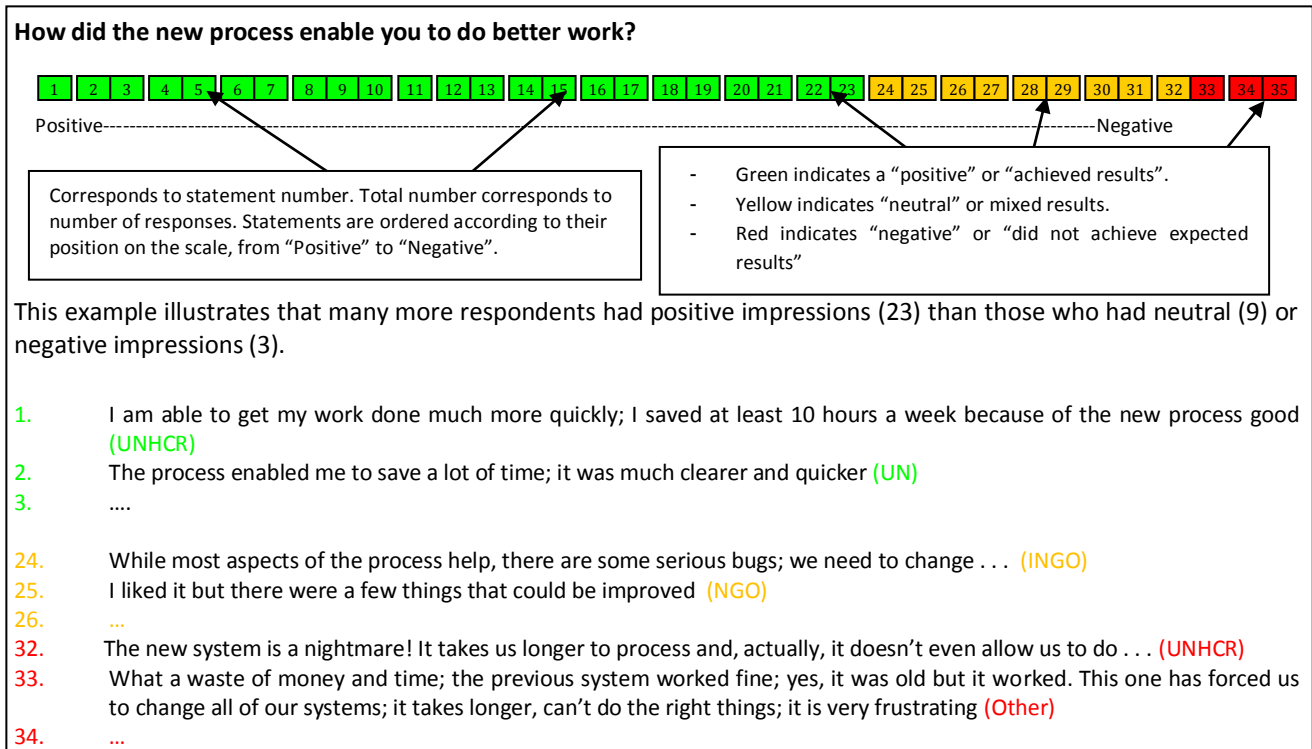 How did the new process enable you to do better work?
1 2 3 4 5 6 7 8 9 10 11 12 13 14 15 16 17 18 19 20 21 22 23 24 25 26 27 28 29 30 31 32 33 34 35
Positive------------------------------------------------------------------------------------------------Negative
Corresponds to statement number. Total number corresponds to
number of responses. Statements are ordered according to their
position on the scale, from “Positive” to “Negative”.
- Green indicates a “positive” or “achieved results”.
- Yellow indicates “neutral” or mixed results.
- Red indicates “negative” or “did not achieve expected
results”
This example illustrates that many more respondents had positive impressions (23) than those who had neutral (9) or
negative impressions (3).
1. I am able to get my work done much more quickly; I saved at least 10 hours a week because of the new process good
(UNHCR)
2. The process enabled me to save a lot of time; it was much clearer and quicker (UN)
3. ....
24. While most aspects of the process help, there are some serious bugs; we need to change . . . (INGO)
25. I liked it but there were a few things that could be improved (NGO)
26. …
32. The new system is a nightmare! It takes us longer to process and, actually, it doesn’t even allow us to do . . . (UNHCR)
33. What a waste of money and time; the previous system worked fine; yes, it was old but it worked. This one has forced us
to change all of our systems; it takes longer, can’t do the right things; it is very frustrating (Other)
34. …